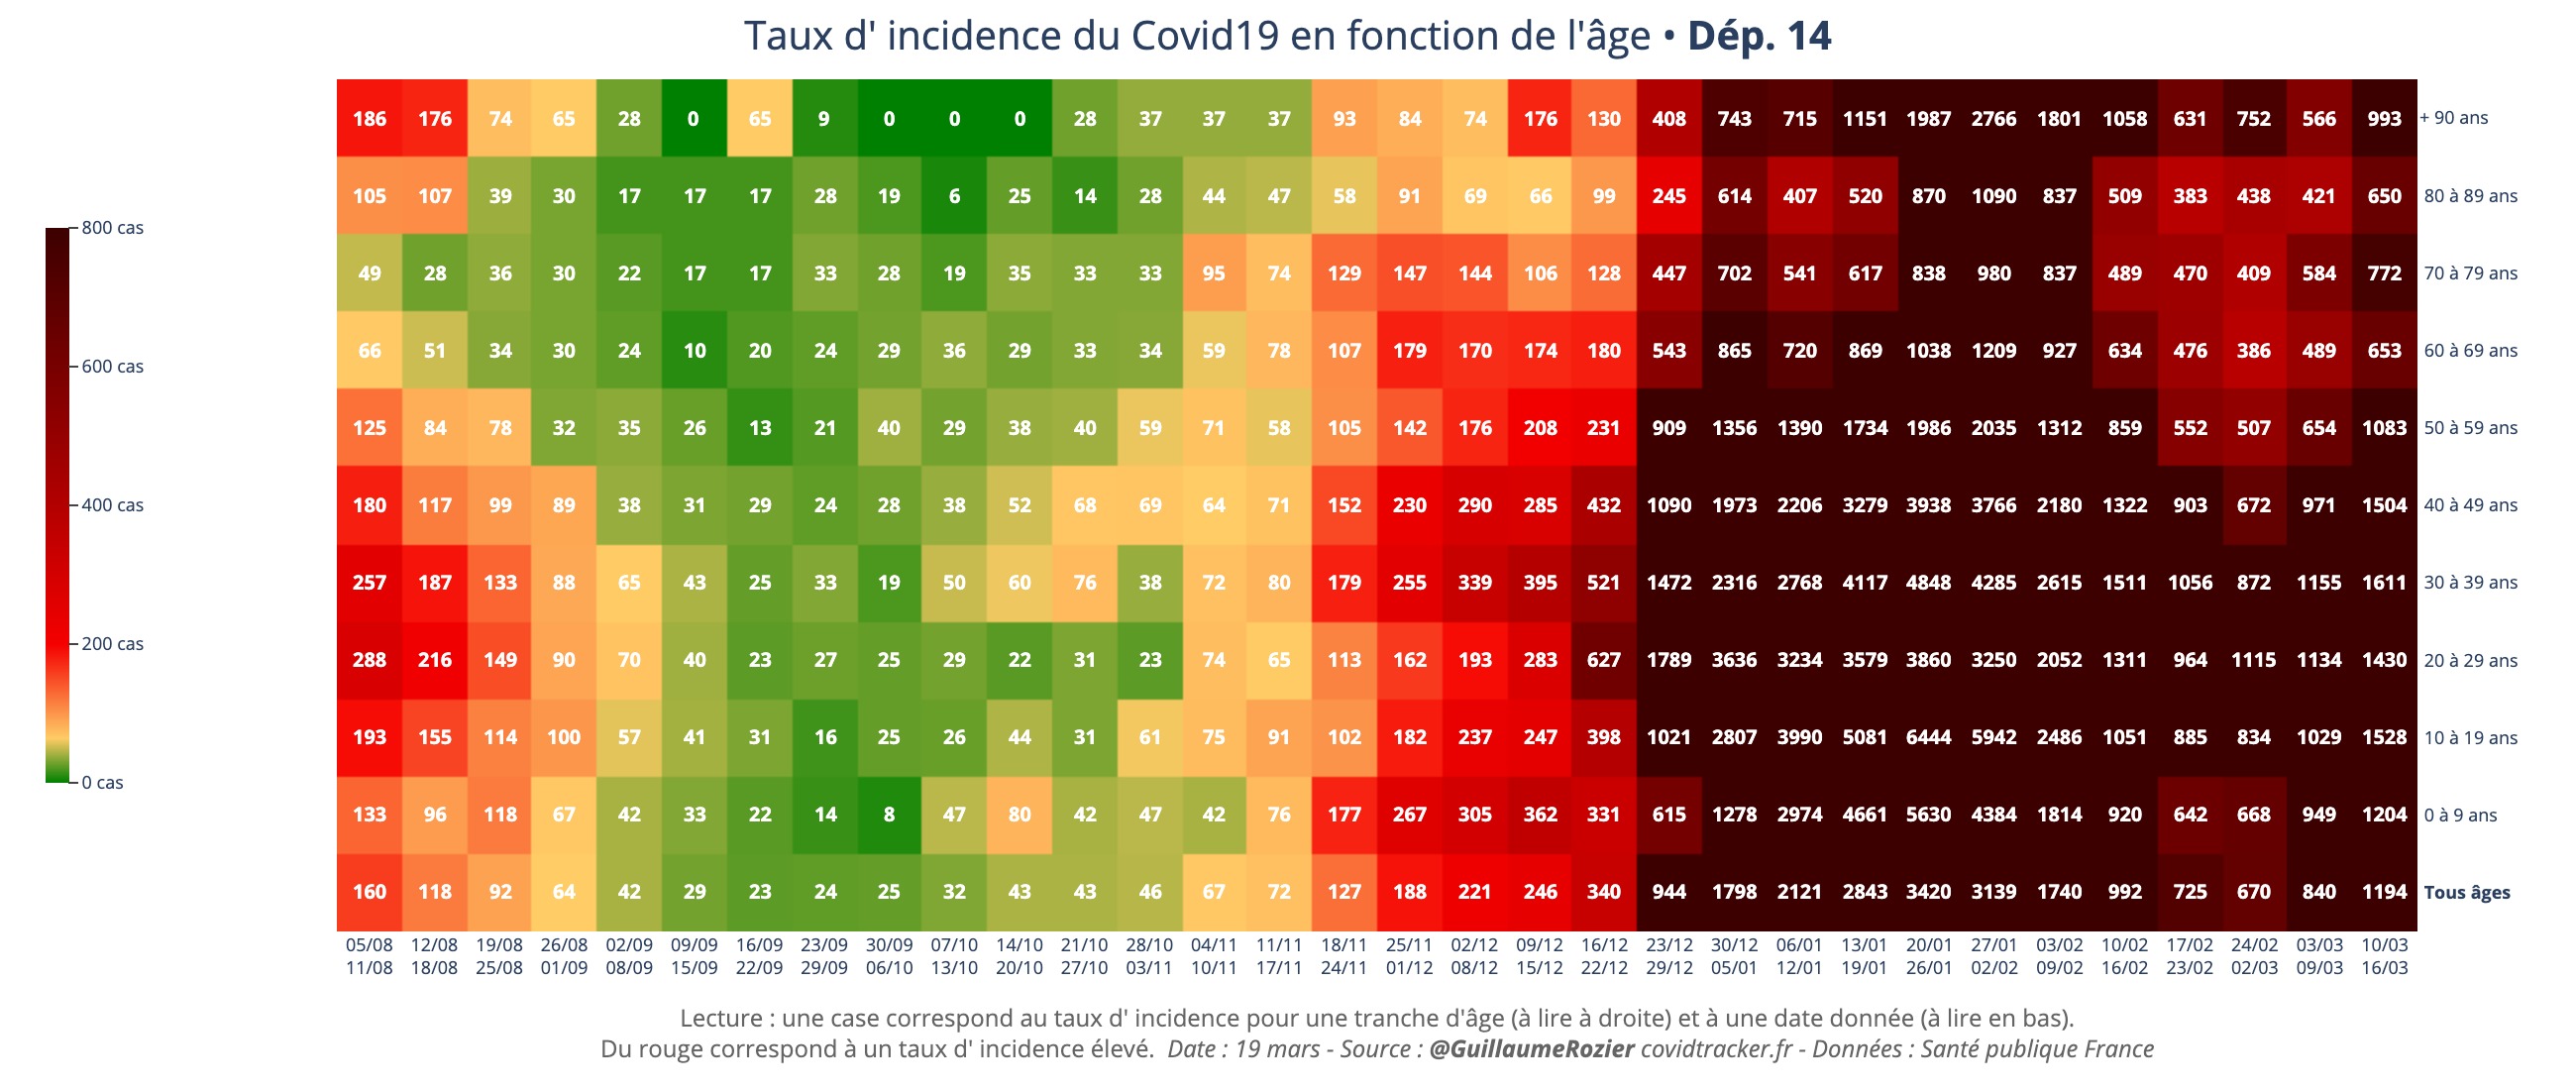 Taux d' incidence du Covid19 en fonction de l'âge • Dép. 14
800 cas
600 cas
400 cas
200 cas
0 cas
186 176 74 65 28 0 65 9 0 0 0 28 37 37 37 93 84 74 176 130 408 743 715 1151 1987 2766 1801 1058 631 752 566 993 + 90 ans
105 107 39 30 17 17 17 28 19 6 25 14 28 44 47 58 91 69 66 99 245 614 407 520 870 1090 837 509 383 438 421 650 80 à 89 ans
49 28 36 30 22 17 17 33 28 19 35 33 33 95 74 129 147 144 106 128 447 702 541 617 838 980 837 489 470 409 584 772 70 à 79 ans
66 51 34 30 24 10 20 24 29 36 29 33 34 59 78 107 179 170 174 180 543 865 720 869 1038 1209 927 634 476 386 489 653 60 à 69 ans
125 84 78 32 35 26 13 21 40 29 38 40 59 71 58 105 142 176 208 231 909 1356 1390 1734 1986 2035 1312 859 552 507 654 1083 50 à 59 ans
180 117 99 89 38 31 29 24 28 38 52 68 69 64 71 152 230 290 285 432 1090 1973 2206 3279 3938 3766 2180 1322 903 672 971 1504 40 à 49 ans
257 187 133 88 65 43 25 33 19 50 60 76 38 72 80 179 255 339 395 521 1472 2316 2768 4117 4848 4285 2615 1511 1056 872 1155 1611 30 à 39 ans
288 216 149 90 70 40 23 27 25 29 22 31 23 74 65 113 162 193 283 627 1789 3636 3234 3579 3860 3250 2052 1311 964 1115 1134 1430 20 à 29 ans
193 155 114 100 57 41 31 16 25 26 44 31 61 75 91 102 182 237 247 398 1021 2807 3990 5081 6444 5942 2486 1051 885 834 1029 1528 10 à 19 ans
133 96 118 67 42 33 22 14 8 47 80 42 47 42 76 177 267 305 362 331 615 1278 2974 4661 5630 4384 1814 920 642 668 949 1204 0 à 9 ans
160 118 92 64 42 29 23 24 25 32 43 43 46 67 72 127 188 221 246 340 944 1798 2121 2843 3420 3139 1740 992 725 670 840 1194 Tous âges
05/08 12/08 19/08 26/08 02/09 09/09 16/09 23/09 30/09 07/10 14/10 21/10 28/10 04/11 11/11 18/11 25/11 02/12 09/12 16/12 23/12 30/12 06/01 13/01 20/01 27/01 03/02 10/02 17/02 24/02 03/03 10/03
11/08 18/08 25/08 01/09 08/09 15/09 22/09 29/09 06/10 13/10 20/10 27/10 03/11 10/11 17/11 24/11 01/12 08/12 15/12 22/12 29/12 05/01 12/01 19/01 26/01 02/02 09/02 16/02 23/02 02/03 09/03 16/03
Lecture : une case correspond au taux d' incidence pour une tranche d'âge (à lire à droite) et à une date donnée (à lire en bas).
Du rouge correspond à un taux d' incidence élevé. Date : 19 mars - Source : @GuillaumeRozier covidtracker.fr - Données : Santé publique France